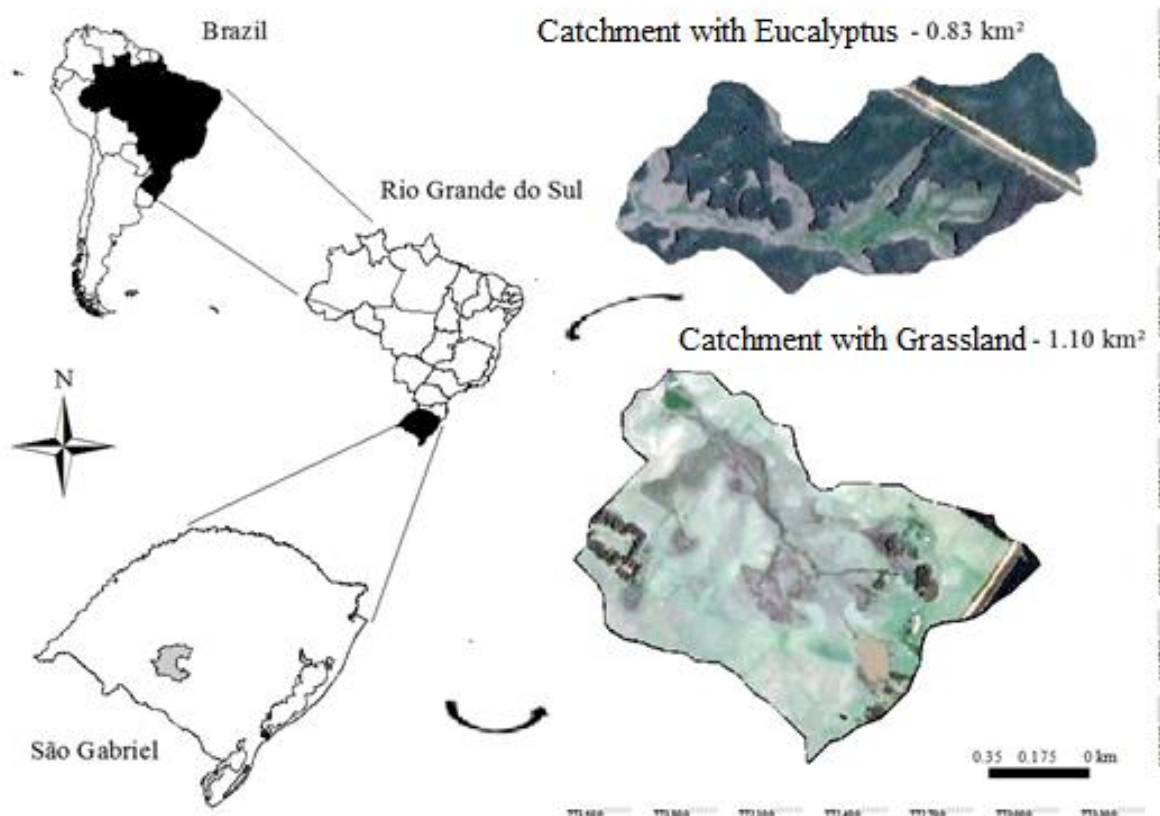 Brazil
Catchment with Eucalyptus - 0.83 km²
Rio Grande do Sul
Catchment with Grassland - 1.10 km²
N
São Gabriel
0.35 0.175 0 km